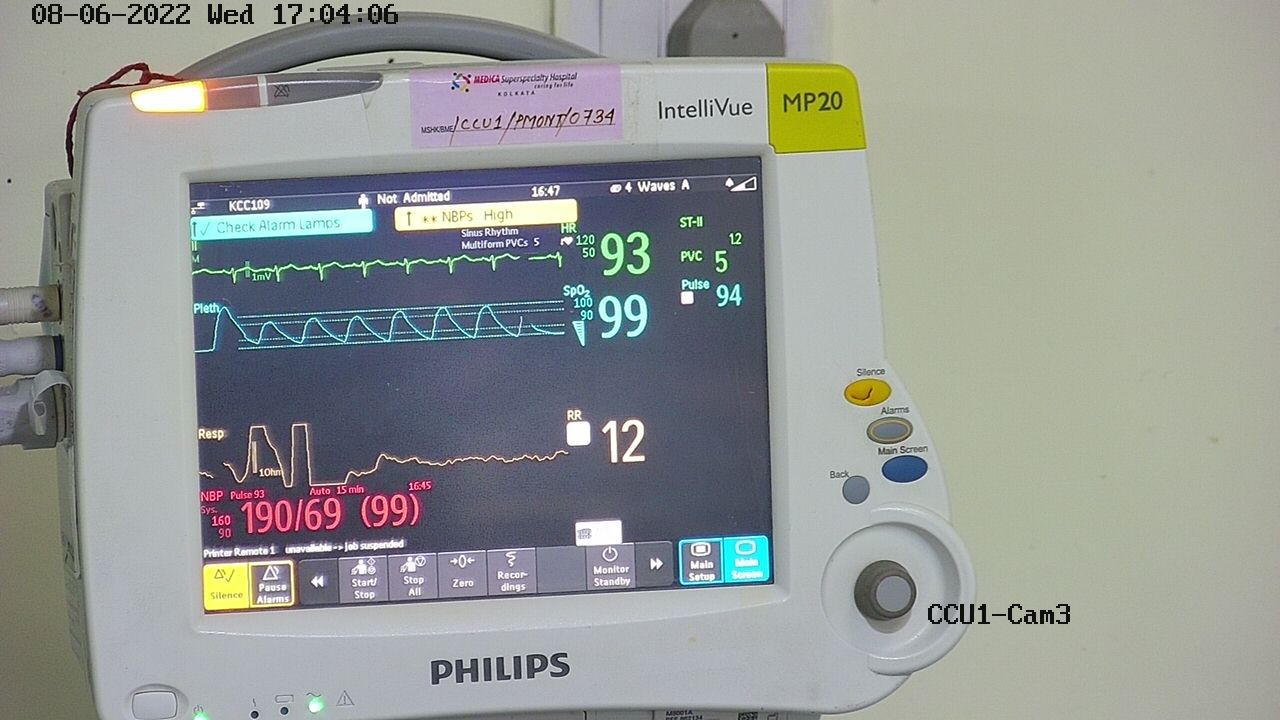 08-06-2022 Wed 17:04:06
MEDICA Superspecialty Hospital
caring for life
KOLKATA
MSHK/BME/CCU1/PMONT/0734
IntelliVue
MP20
KCC109
Not Admitted
16:47
4 Waves A
Check Alarm Lamps
** NBPs High
Sinus Rhythm
Multiform PVCs 5
II
M
1mV
HR
120
50
93
ST-II
1.2
PVC 5
Pulse 94
Pleth
SpO₂
100
90
99
Resp
1Ohm
RR
12
NBP Pulse 93 Auto 15 min 16:45
Sys.
160
90
190/69 (99)
Printer Remote 1 unavailable -> job suspended
Silence
Pause Alarms
Start/ Stop
Stop All
Zero
Recor- dings
Monitor Standby
Main Setup
Main Screen
Silence
Alarms
Main Screen
Back
PHILIPS
CCU1-Cam3
M8001A